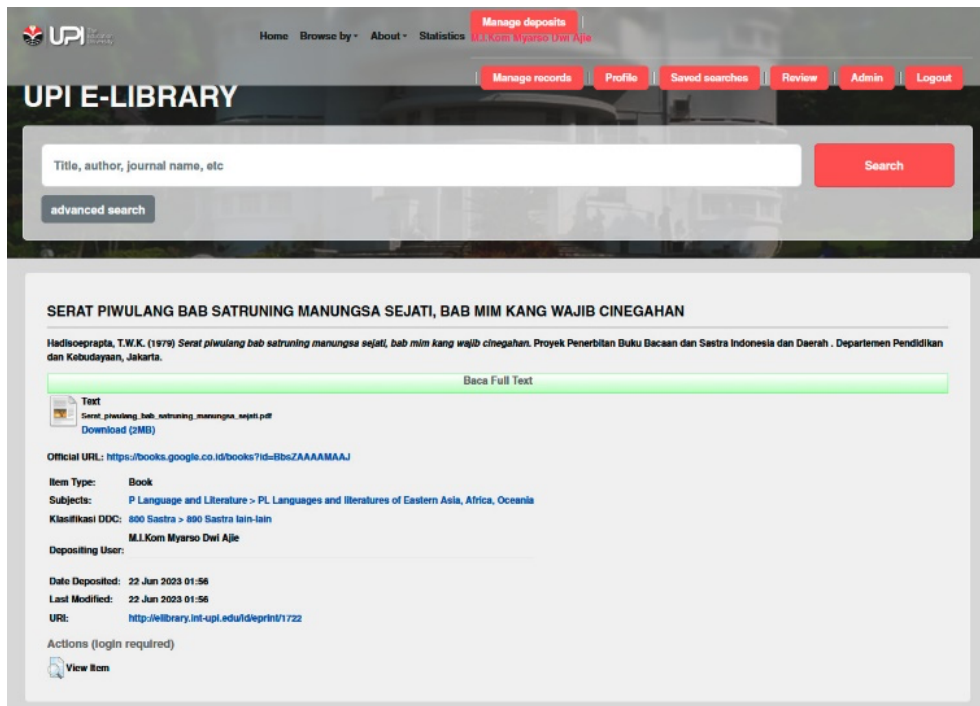 UPI The Education University
Home Browse by About Statistics
Manage deposits
M.I.Kom Myarso Dwi Ajie
Manage records | Profile | Saved searches | Review | Admin | Logout
UPI E-LIBRARY
Title, author, journal name, etc
Search
advanced search
SERAT PIWULANG BAB SATRUNING MANUNGSA SEJATI, BAB MIM KANG WAJIB CINEGAHAN
Hadisoeprapta, T.W.K. (1979) Serat piwulang bab satruning manungsa sejati, bab mim kang wajib cinegahan. Proyek Penerbitan Buku Bacaan dan Sastra Indonesia dan Daerah . Departemen Pendidikan
dan Kebudayaan, Jakarta.
Baca Full Text
Text
Serat_piwulang_bab_satruning_manungsa_sejati.pdf
Download (2MB)
Official URL: https://books.google.co.id/books?id=BbsZAAAAMAAJ
Item Type: Book
Subjects: P Language and Literature > PL Languages and literatures of Eastern Asia, Africa, Oceania
Klasifikasi DDC: 800 Sastra > 890 Sastra lain-lain
M.I.Kom Myarso Dwi Ajie
Depositing User:
Date Deposited: 22 Jun 2023 01:56
Last Modified: 22 Jun 2023 01:56
URI: http://elibrary.int-upi.edu/id/eprint/1722
Actions (login required)
View Item